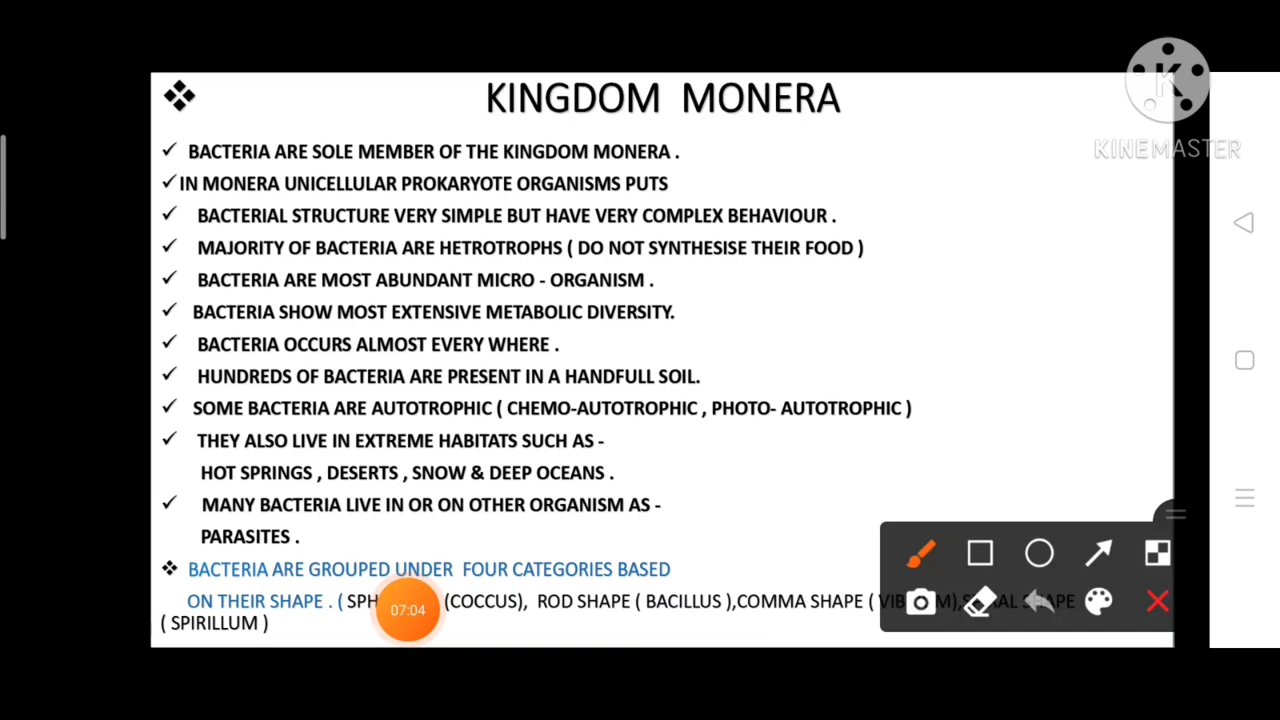 KINGDOM MONERA
KINEMASTER
BACTERIA ARE SOLE MEMBER OF THE KINGDOM MONERA .
IN MONERA UNICELLULAR PROKARYOTE ORGANISMS PUTS
BACTERIAL STRUCTURE VERY SIMPLE BUT HAVE VERY COMPLEX BEHAVIOUR .
MAJORITY OF BACTERIA ARE HETROTROPHS ( DO NOT SYNTHESISE THEIR FOOD )
BACTERIA ARE MOST ABUNDANT MICRO - ORGANISM .
BACTERIA SHOW MOST EXTENSIVE METABOLIC DIVERSITY.
BACTERIA OCCURS ALMOST EVERY WHERE .
HUNDREDS OF BACTERIA ARE PRESENT IN A HANDFULL SOIL.
SOME BACTERIA ARE AUTOTROPHIC ( CHEMO-AUTOTROPHIC , PHOTO- AUTOTROPHIC )
THEY ALSO LIVE IN EXTREME HABITATS SUCH AS -
HOT SPRINGS , DESERTS , SNOW & DEEP OCEANS .
MANY BACTERIA LIVE IN OR ON OTHER ORGANISM AS -
PARASITES .
BACTERIA ARE GROUPED UNDER FOUR CATEGORIES BASED
ON THEIR SHAPE . ( 07:04 (COCCUS), ROD SHAPE ( BACILLUS ),COMMA SHAPE (
( SPIRILLUM )